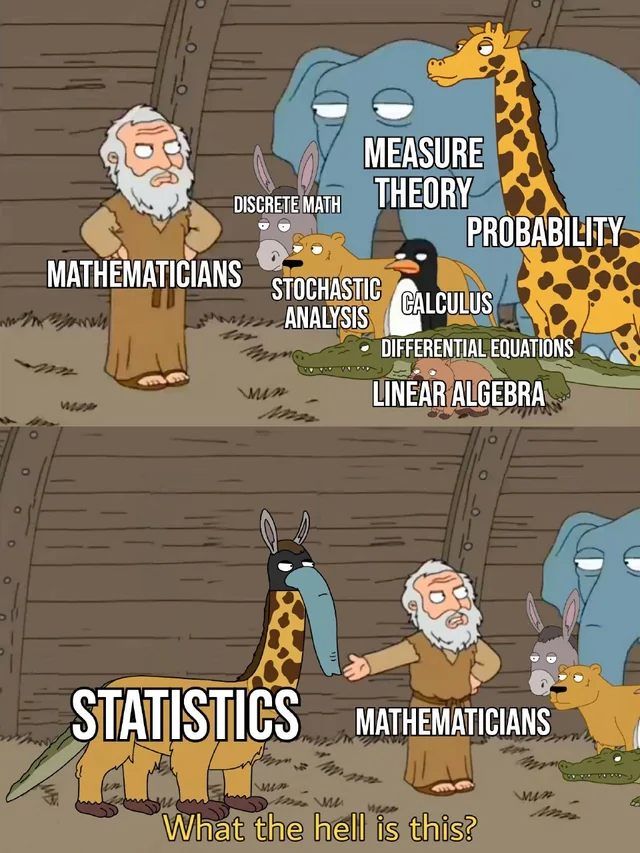 MEASURE
THEORY
DISCRETE MATH
PROBABILITY
MATHEMATICIANS
STOCHASTIC
ANALYSIS
CALCULUS
DIFFERENTIAL EQUATIONS
LINEAR ALGEBRA
STATISTICS
MATHEMATICIANS
What the hell is this?